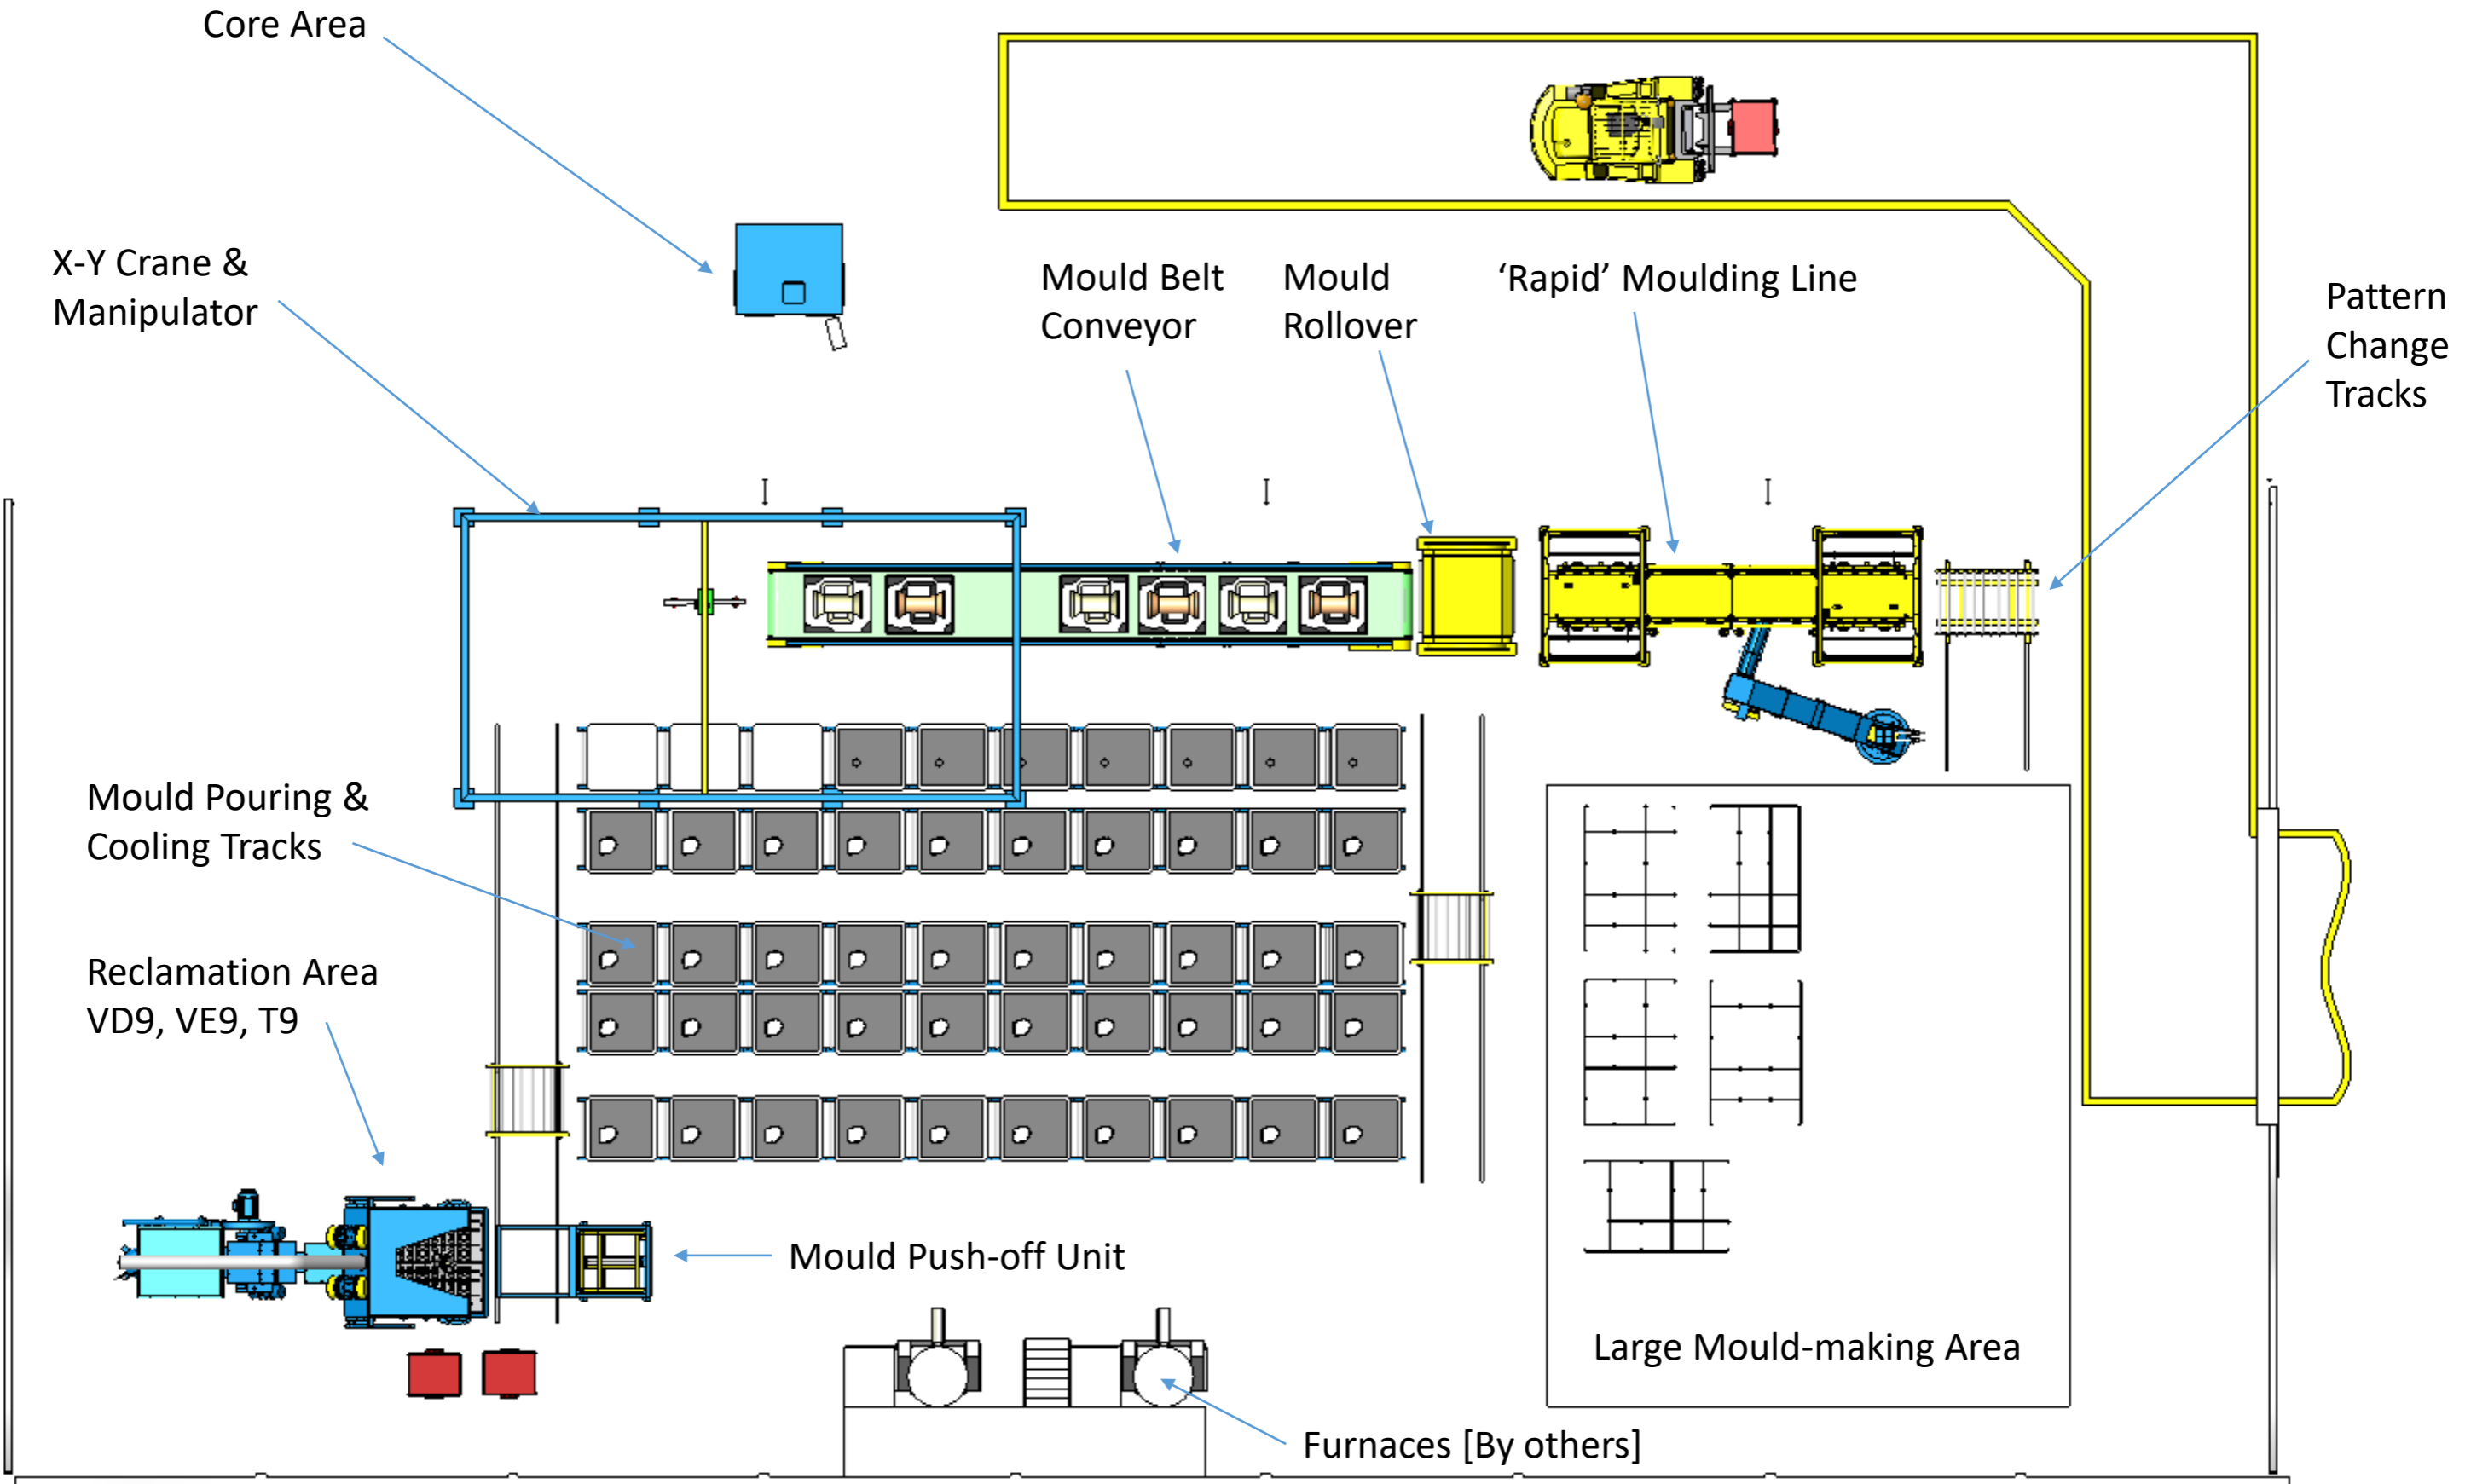 Core Area
X-Y Crane &
Manipulator
Mould Belt
Conveyor
Mould
Rollover
‘Rapid’ Moulding Line
Pattern
Change
Tracks
Mould Pouring &
Cooling Tracks
Reclamation Area
VD9, VE9, T9
Mould Push-off Unit
Large Mould-making Area
Furnaces [By others]